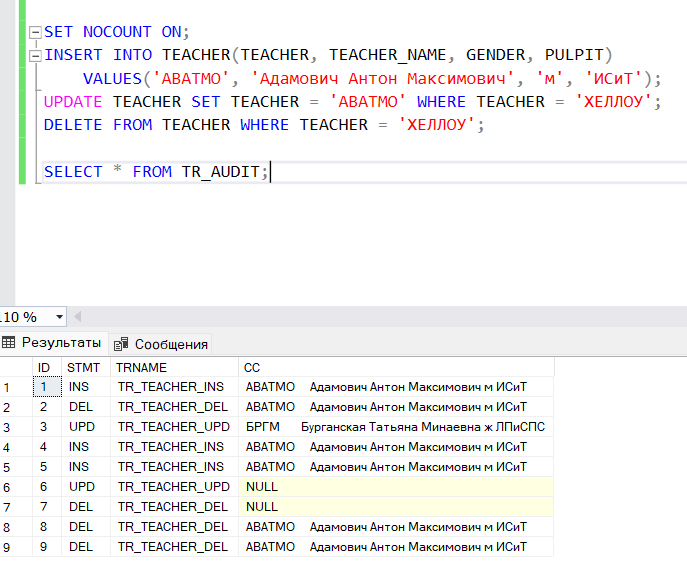 SET NOCOUNT ON;
INSERT INTO TEACHER(TEACHER, TEACHER_NAME, GENDER, PULPIT)
VALUES('АВАТМО', 'Адамович Антон Максимович', 'м', 'ИСиТ');
UPDATE TEACHER SET TEACHER = 'АВАТМО' WHERE TEACHER = 'ХЕЛЛОУ';
DELETE FROM TEACHER WHERE TEACHER = 'ХЕЛЛОУ';
SELECT * FROM TR_AUDIT;
110 %
Результаты Сообщения
ID STMT TRNAME CC
1 1 INS TR_TEACHER_INS АВАТМО Адамович Антон Максимович м ИСиТ
2 2 DEL TR_TEACHER_DEL АВАТМО Адамович Антон Максимович м ИСиТ
3 3 UPD TR_TEACHER_UPD БРГМ Бурганская Татьяна Минаевна ж ЛПиСПС
4 4 INS TR_TEACHER_INS АВАТМО Адамович Антон Максимович м ИСиТ
5 5 INS TR_TEACHER_INS АВАТМО Адамович Антон Максимович м ИСиТ
6 6 UPD TR_TEACHER_UPD NULL
7 7 DEL TR_TEACHER_DEL NULL
8 8 DEL TR_TEACHER_DEL АВАТМО Адамович Антон Максимович м ИСиТ
9 9 DEL TR_TEACHER_DEL АВАТМО Адамович Антон Максимович м ИСиТ